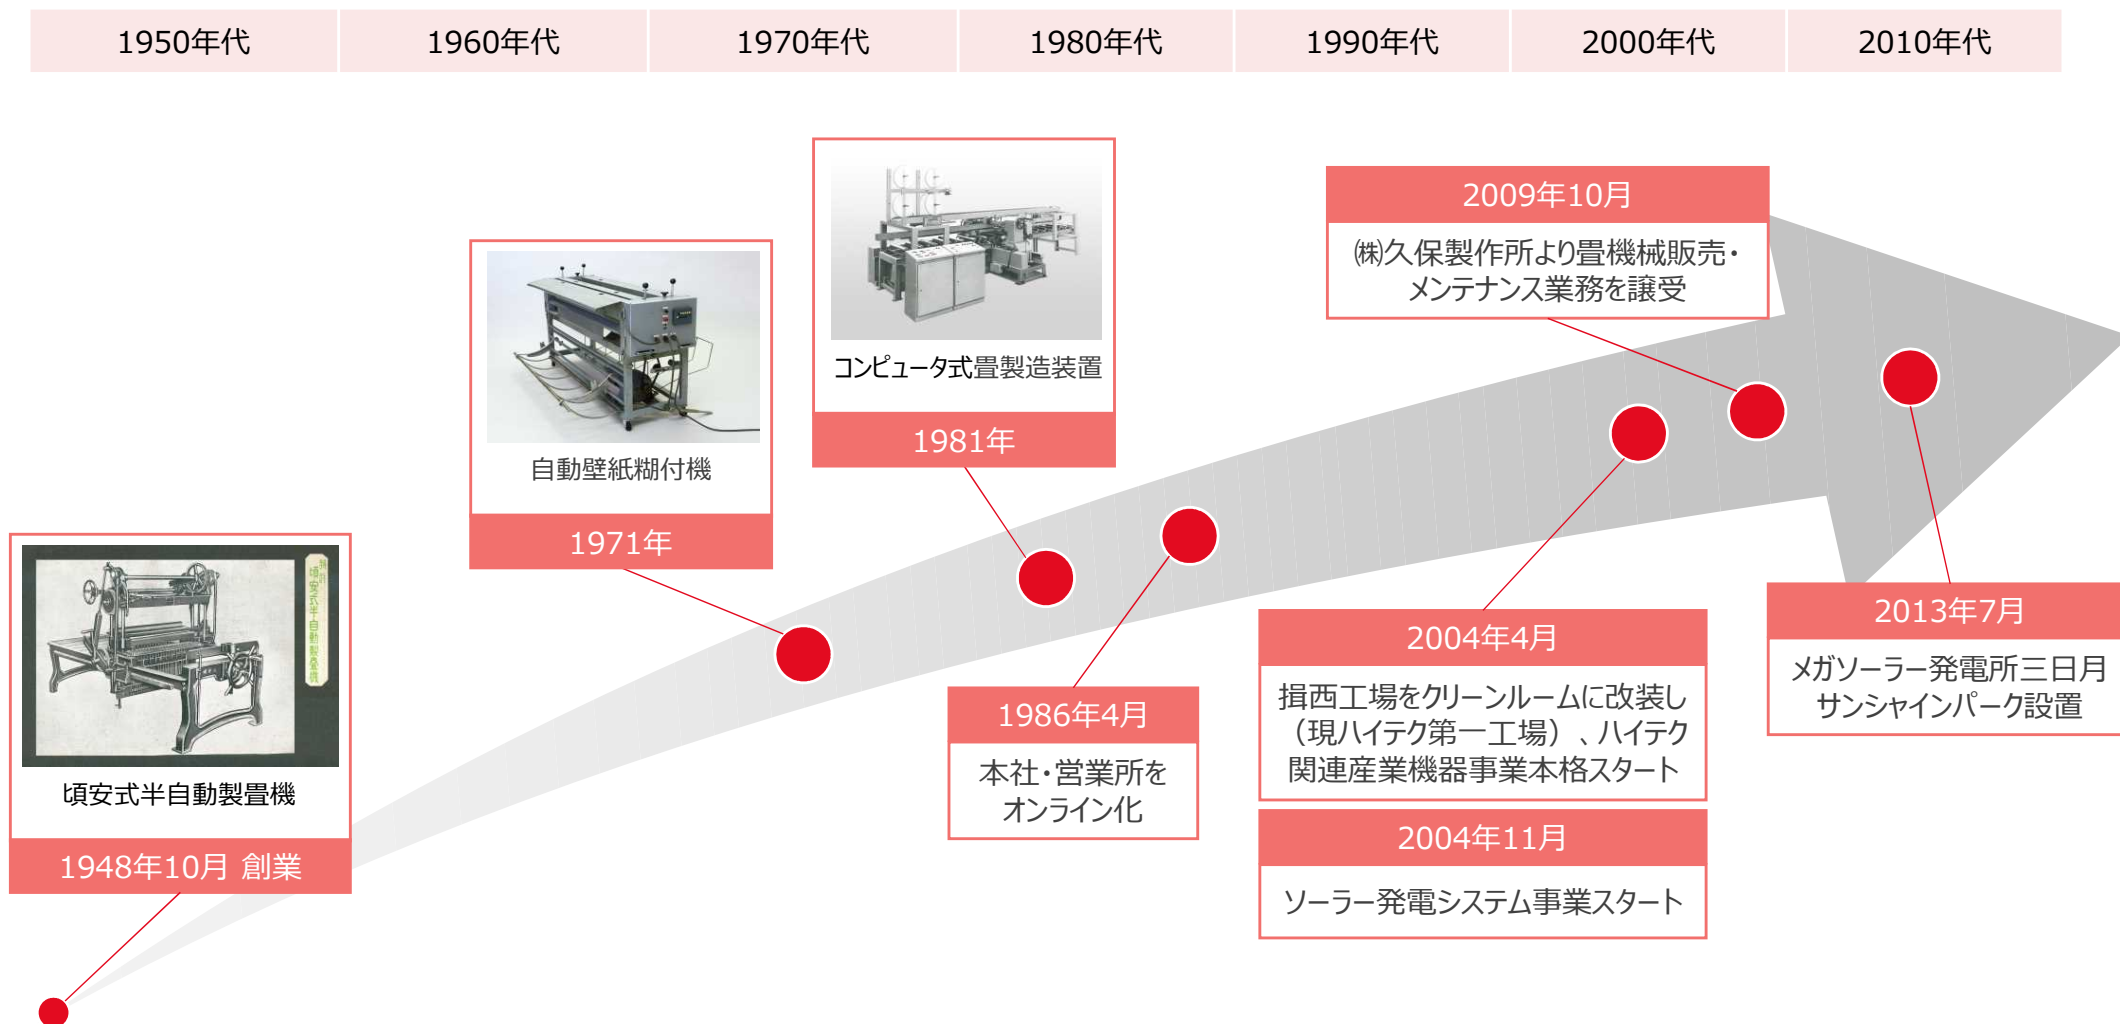 1950年代
1960年代
1970年代
1980年代
1990年代
2000年代
2010年代
特許
頃安式半自動製畳機
頃安式半自動製畳機
1948年10月 創業
自動壁紙糊付機
1971年
コンピュータ式畳製造装置
1981年
1986年4月
本社・営業所を
オンライン化
2004年4月
揖西工場をクリーンルームに改装し
（現ハイテク第一工場）、ハイテク
関連産業機器事業本格スタート
2004年11月
ソーラー発電システム事業スタート
2009年10月
㈱久保製作所より畳機械販売・
メンテナンス業務を譲受
2013年7月
メガソーラー発電所三日月
サンシャインパーク設置